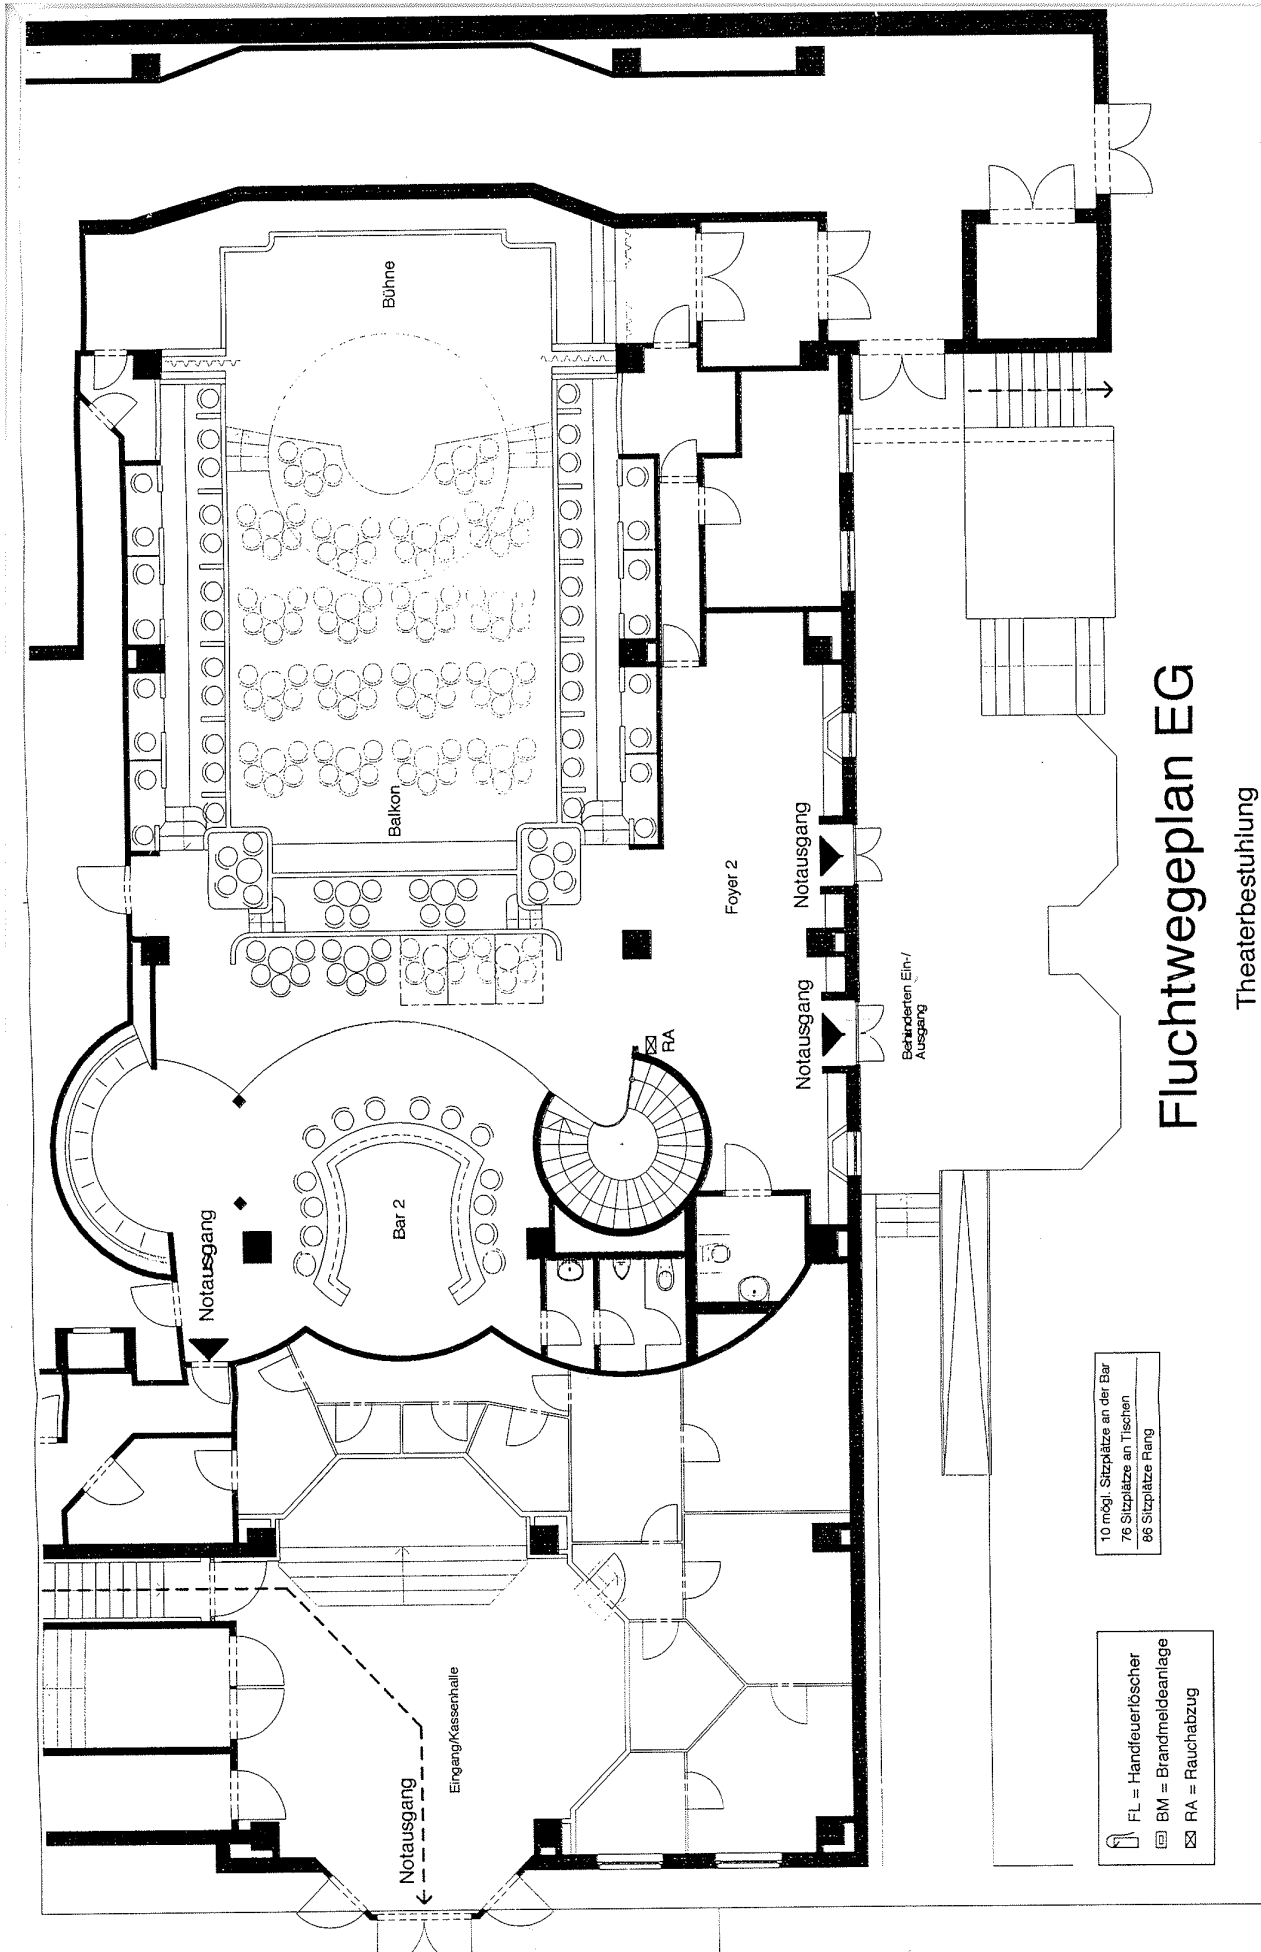 Fluchtwegeplan EG
Theaterbestuhlung
Bühne
Balkon
Foyer 2
Notausgang
Notausgang
Behinderten Ein-/
Ausgang
RA
Bar 2
Notausgang
Eingang/Kassenhalle
Notausgang
10 mögl. Sitzplätze an der Bar
76 Sitzplätze an Tischen
86 Sitzplätze Rang
FL = Handfeuerlöscher
BM = Brandmeldeanlage
RA = Rauchabzug